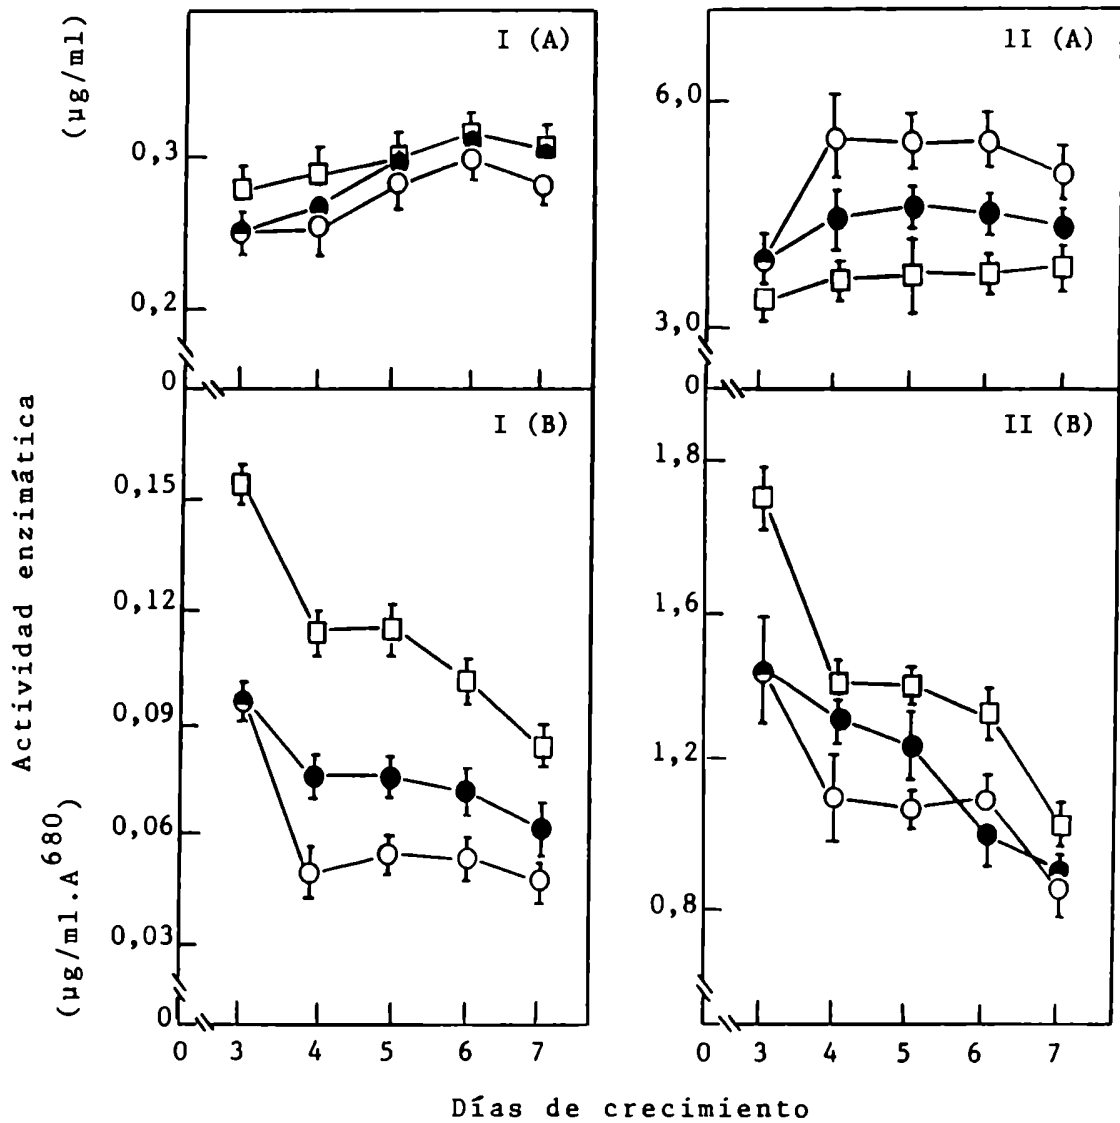 Actividad enzimática
(µg/ml)
(µg/ml.A680)
I (A)
0,3
0,2
0
II (A)
6,0
3,0
0
I (B)
0,15
0,12
0,09
0,06
0,03
0
0 3 4 5 6 7
II (B)
1,8
1,6
1,2
0,8
0 3 4 5 6 7
Días de crecimiento